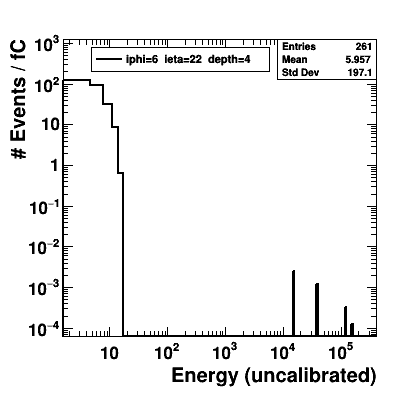 Entries 261
Mean 5.957
Std Dev 197.1
iphi=6 ieta=22 depth=4
# Events / fC
10³
10²
10
1
10⁻¹
10⁻²
10⁻³
10⁻⁴
10 10² 10³ 10⁴ 10⁵
Energy (uncalibrated)